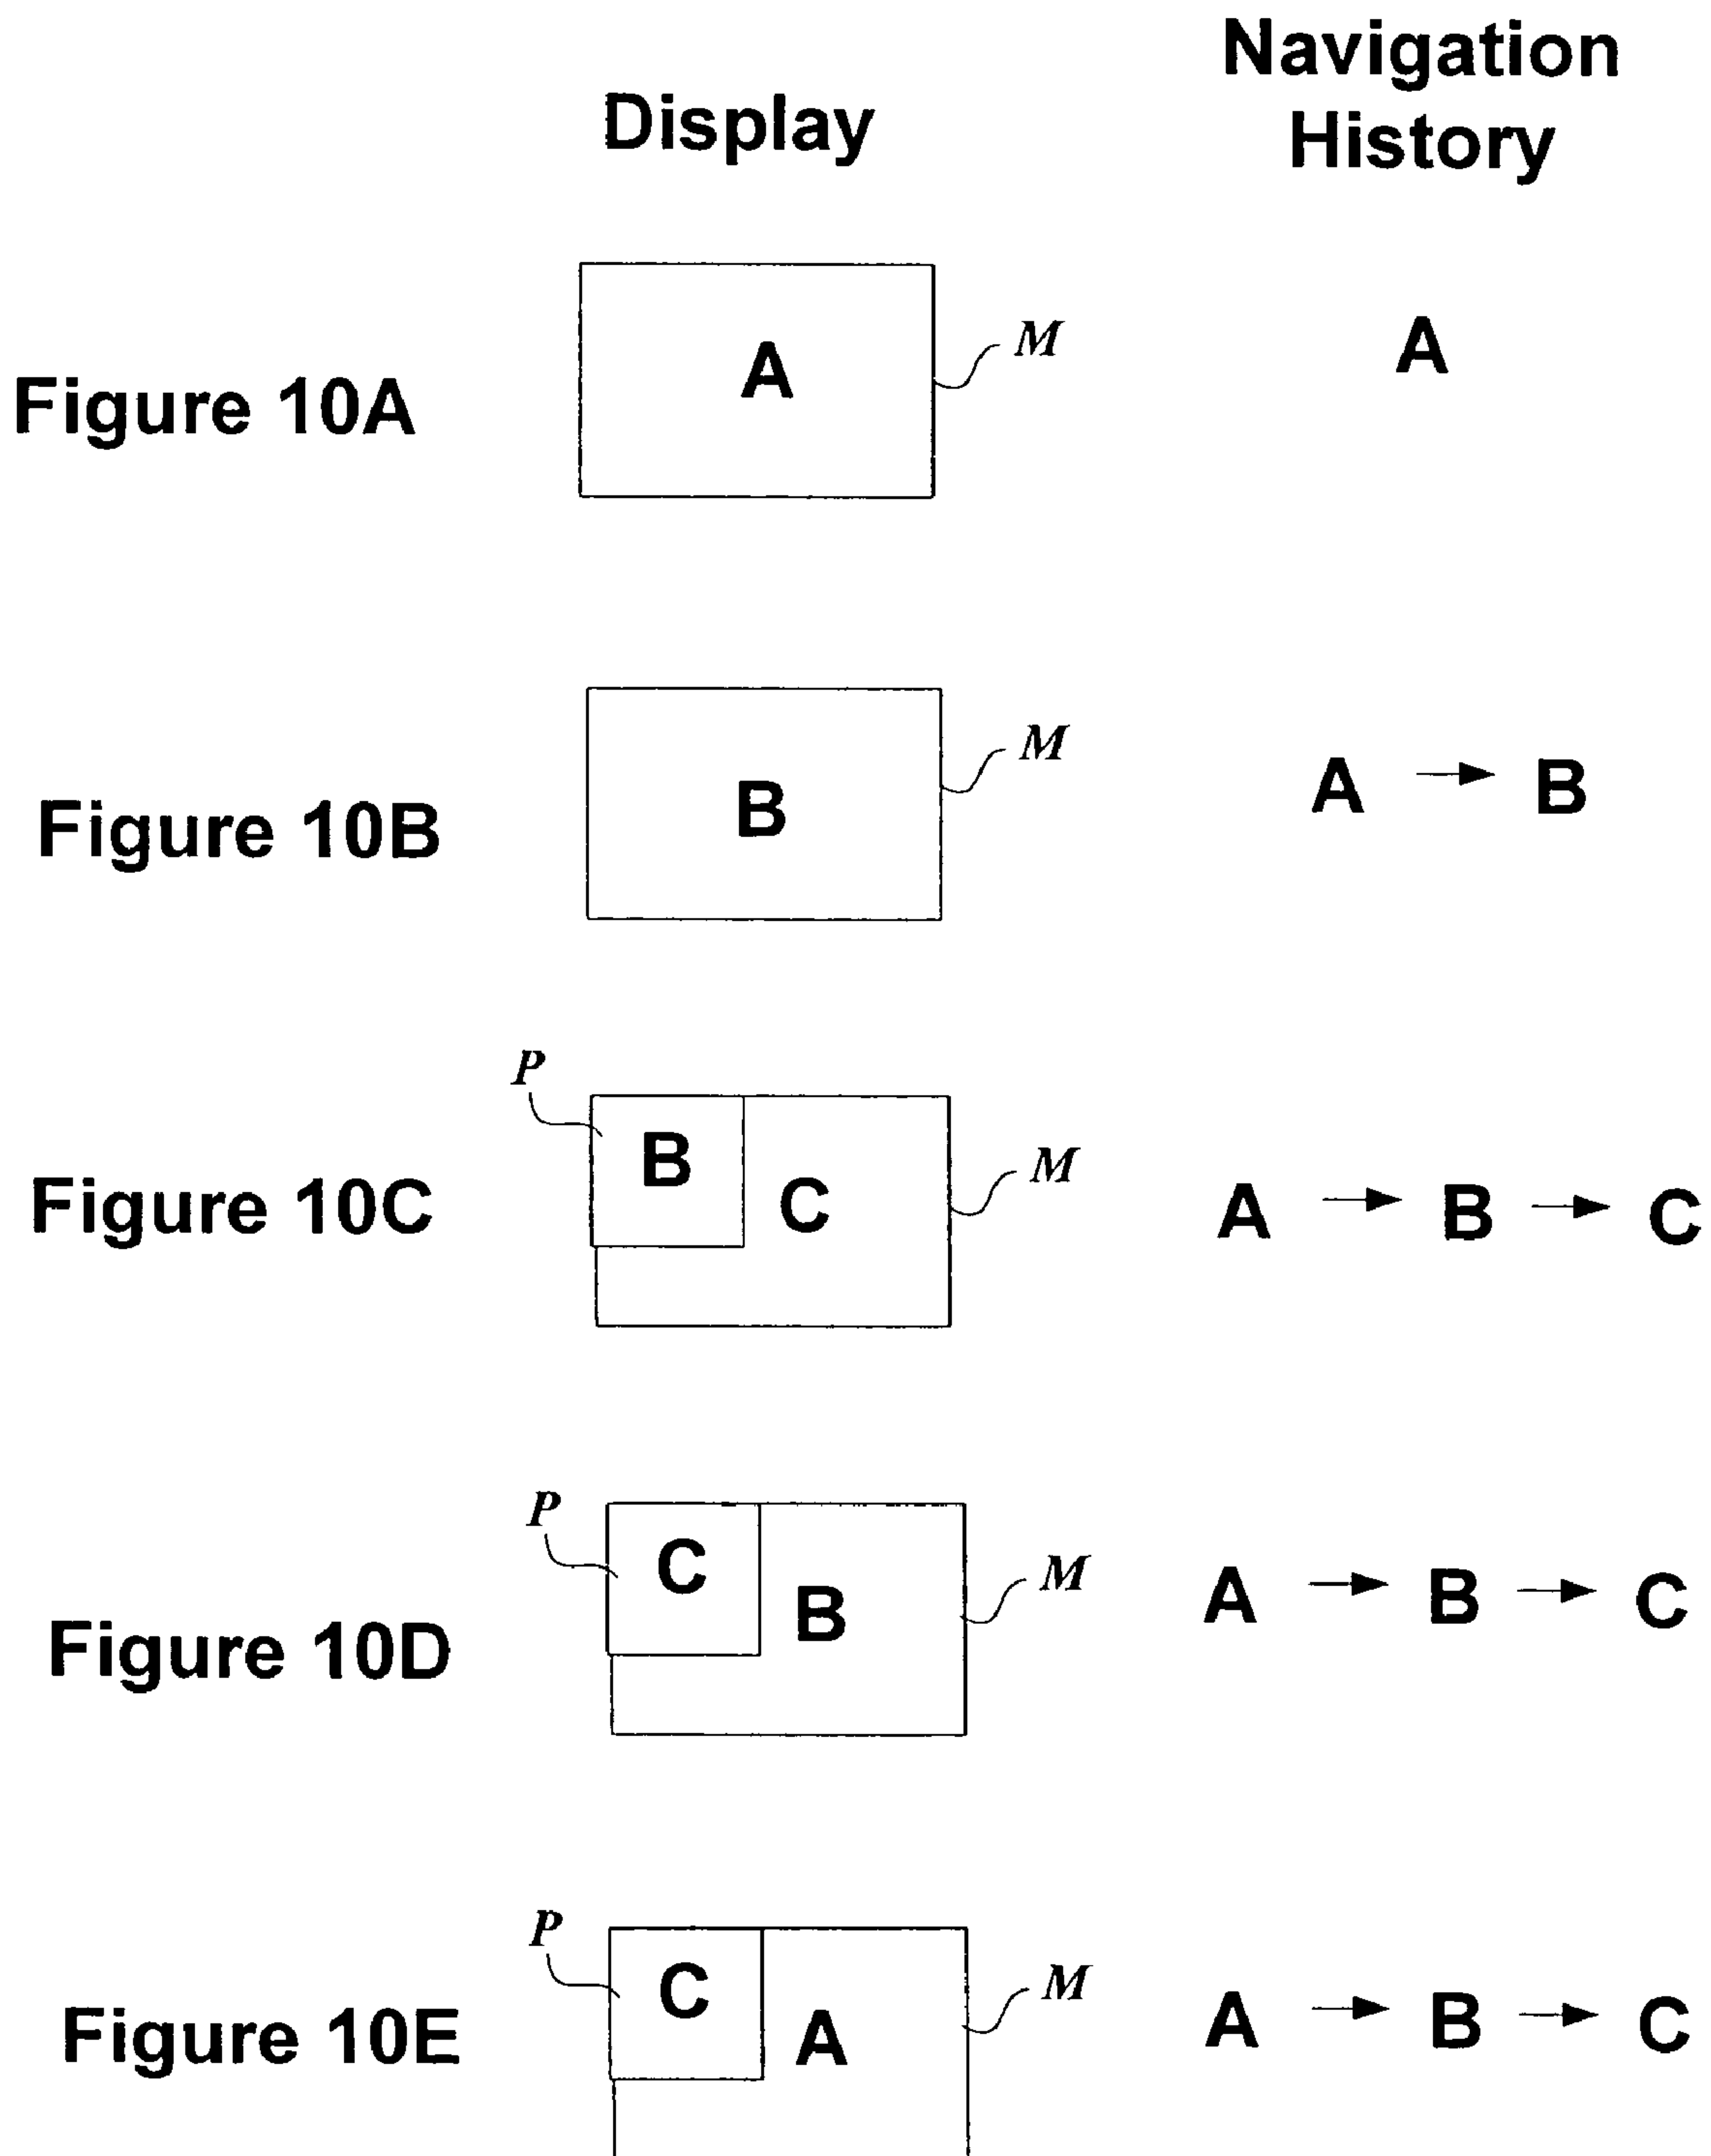 Display
Navigation
History
Figure 10A
A
M
A
Figure 10B
B
M
A B
Figure 10C
P
B
C
M
A B C
Figure 10D
P
C
B
M
A B C
Figure 10E
P
C
A
M
A B C